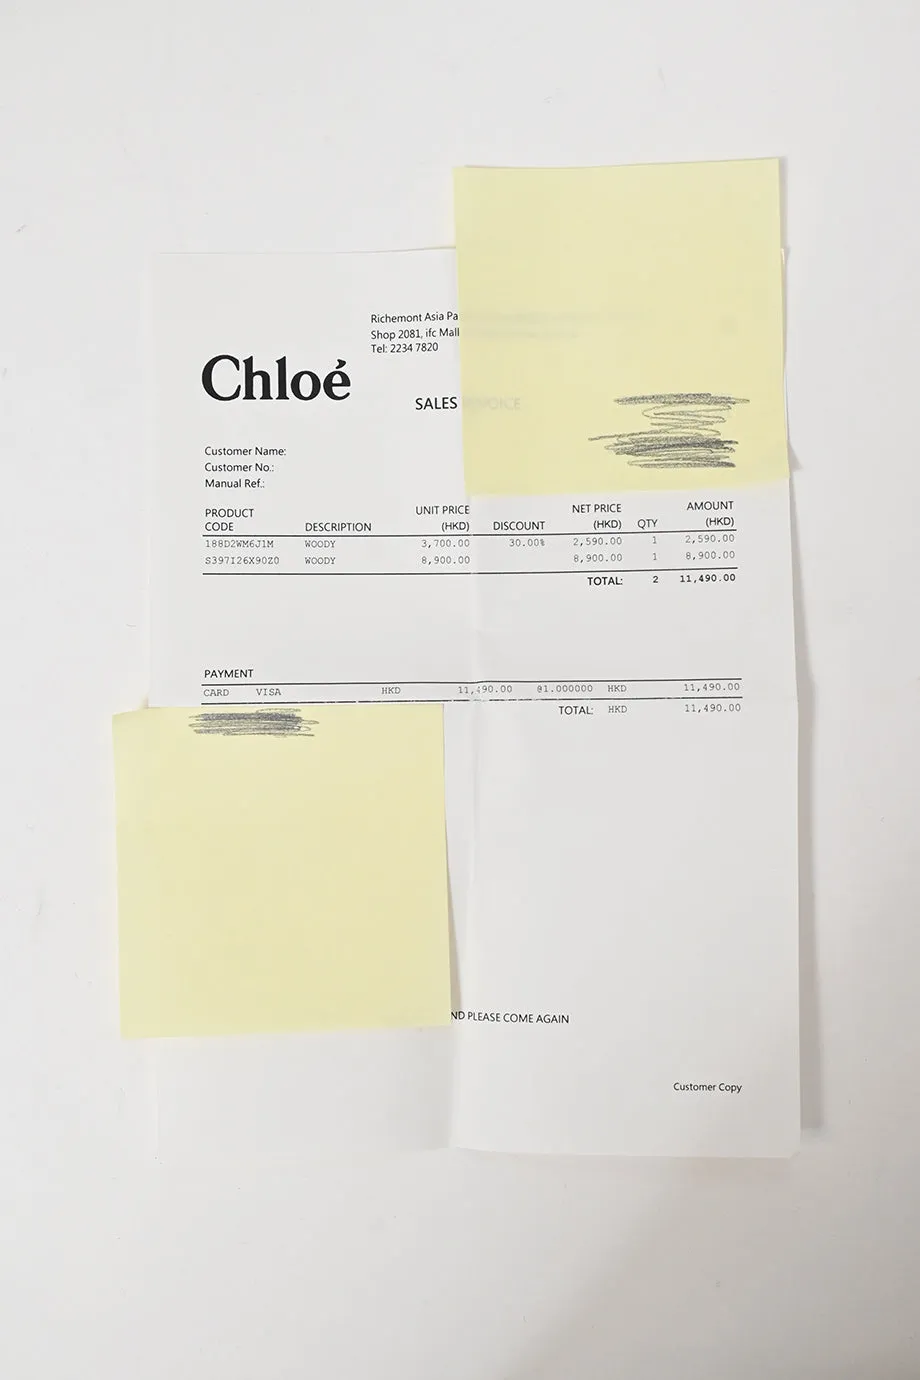 Richemont Asia Pa
Shop 2081, ifc Mall
Tel: 2234 7820
Chloé
SALES INVOICE
Customer Name:
Customer No.:
Manual Ref.:
PRODUCT CODE DESCRIPTION UNIT PRICE (HKD) DISCOUNT NET PRICE (HKD) QTY AMOUNT (HKD)
188D2WM6J1M WOODY 3,700.00 30.00% 2,590.00 1 2,590.00
S397I26X90Z0 WOODY 8,900.00 8,900.00 1 8,900.00
TOTAL: 2 11,490.00
PAYMENT
CARD VISA HKD 11,490.00 @1.000000 HKD 11,490.00
TOTAL: HKD 11,490.00
ND PLEASE COME AGAIN
Customer Copy